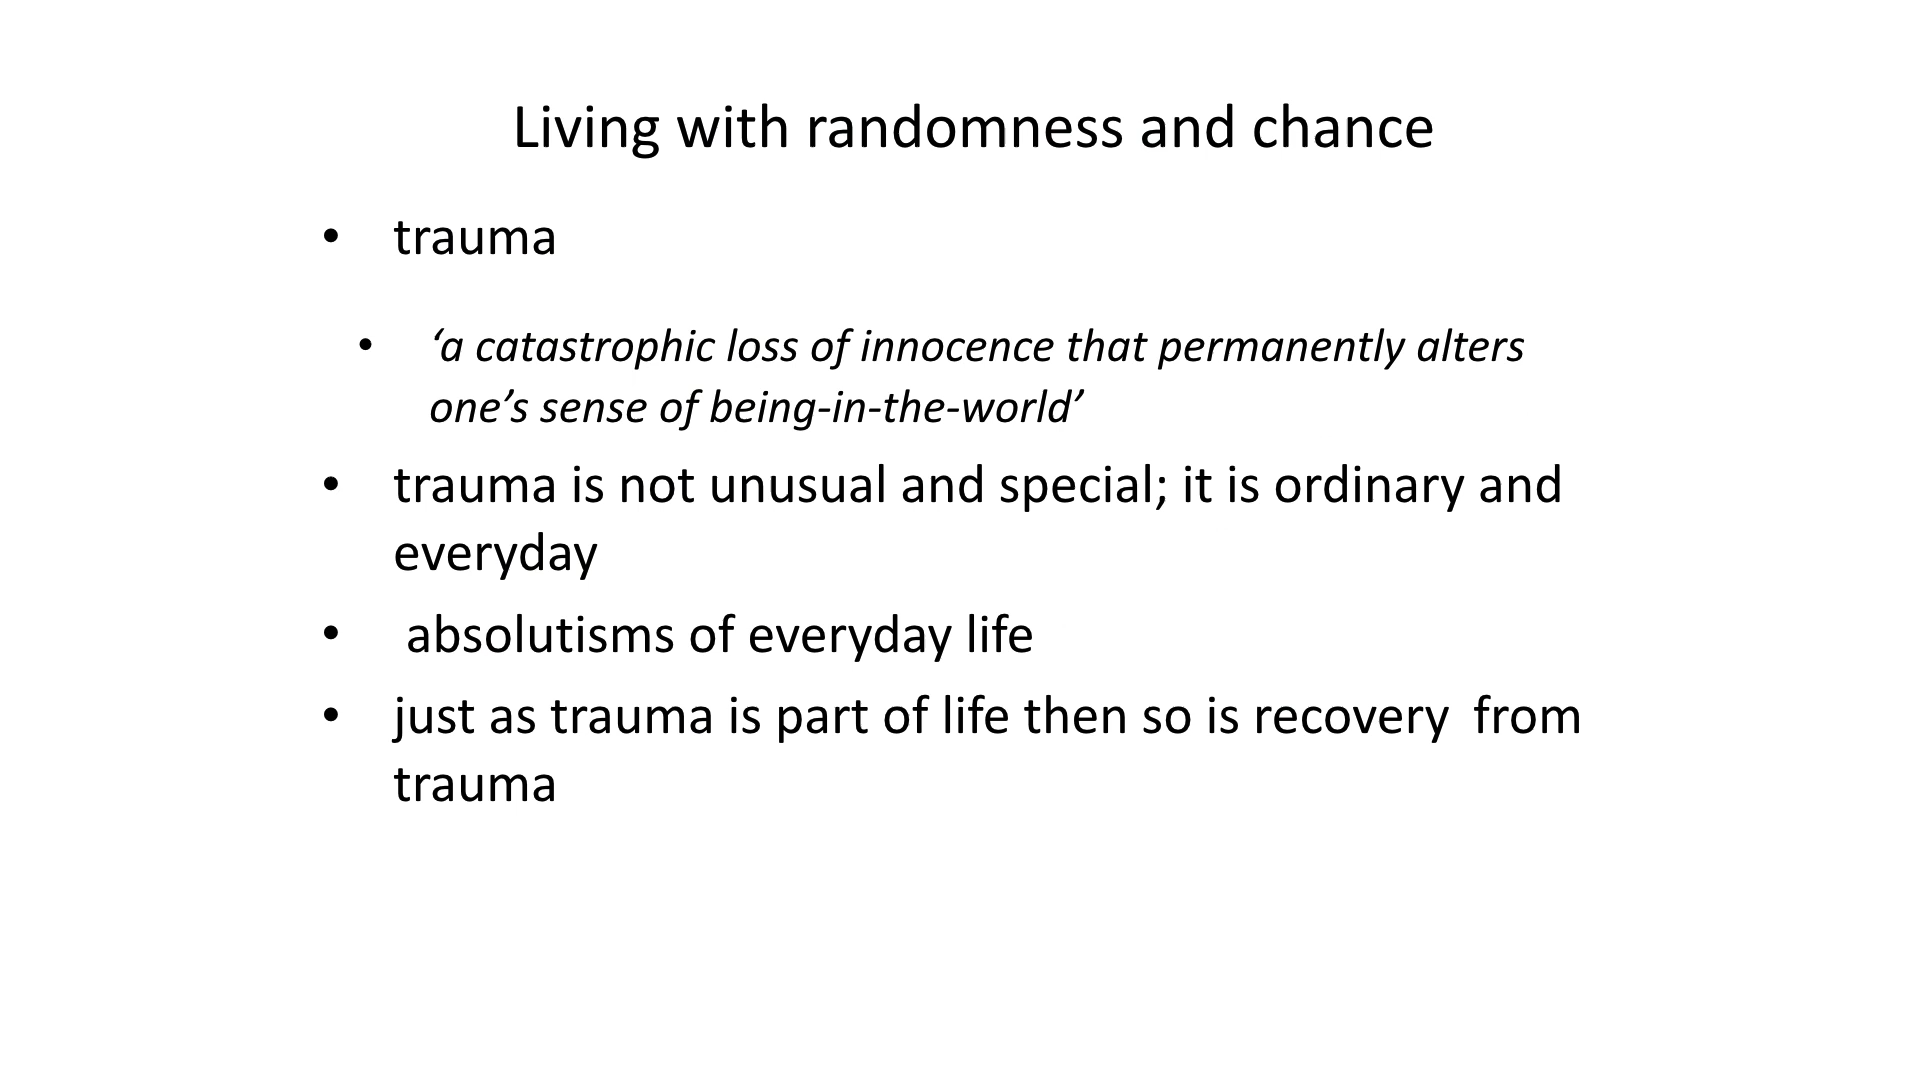 Living with randomness and chance
• trauma
• ‘a catastrophic loss of innocence that permanently alters
one’s sense of being-in-the-world’
• trauma is not unusual and special; it is ordinary and
everyday
• absolutisms of everyday life
• just as trauma is part of life then so is recovery  from
trauma